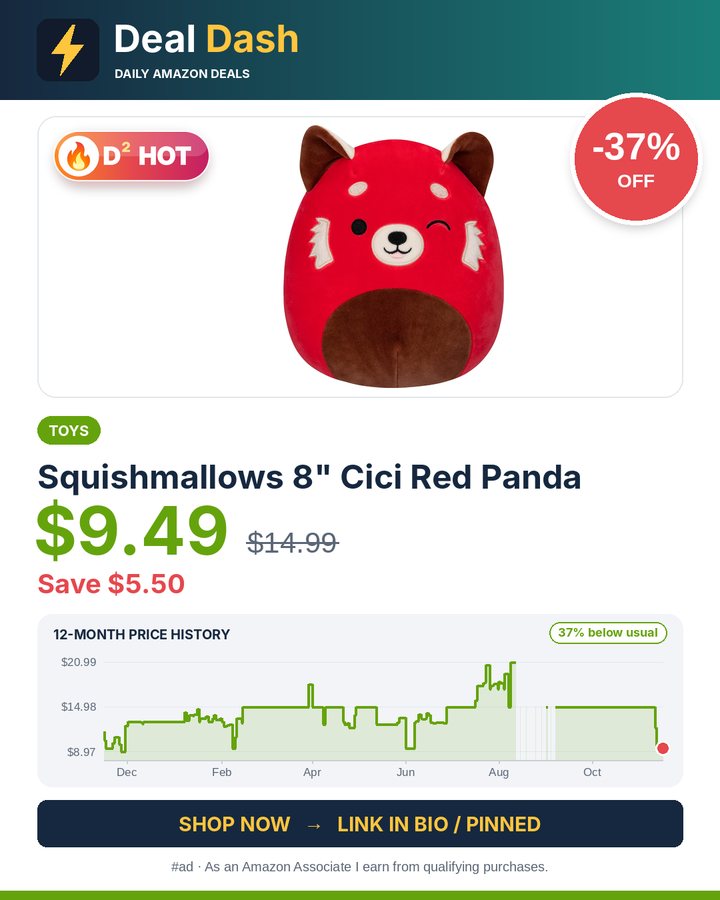 Deal Dash
DAILY AMAZON DEALS
D² HOT
-37%
OFF
TOYS
Squishmallows 8" Cici Red Panda
$9.49 $14.99
Save $5.50
12-MONTH PRICE HISTORY
37% below usual
$20.99
$14.98
$8.97
Dec Feb Apr Jun Aug Oct
SHOP NOW → LINK IN BIO / PINNED
#ad · As an Amazon Associate I earn from qualifying purchases.